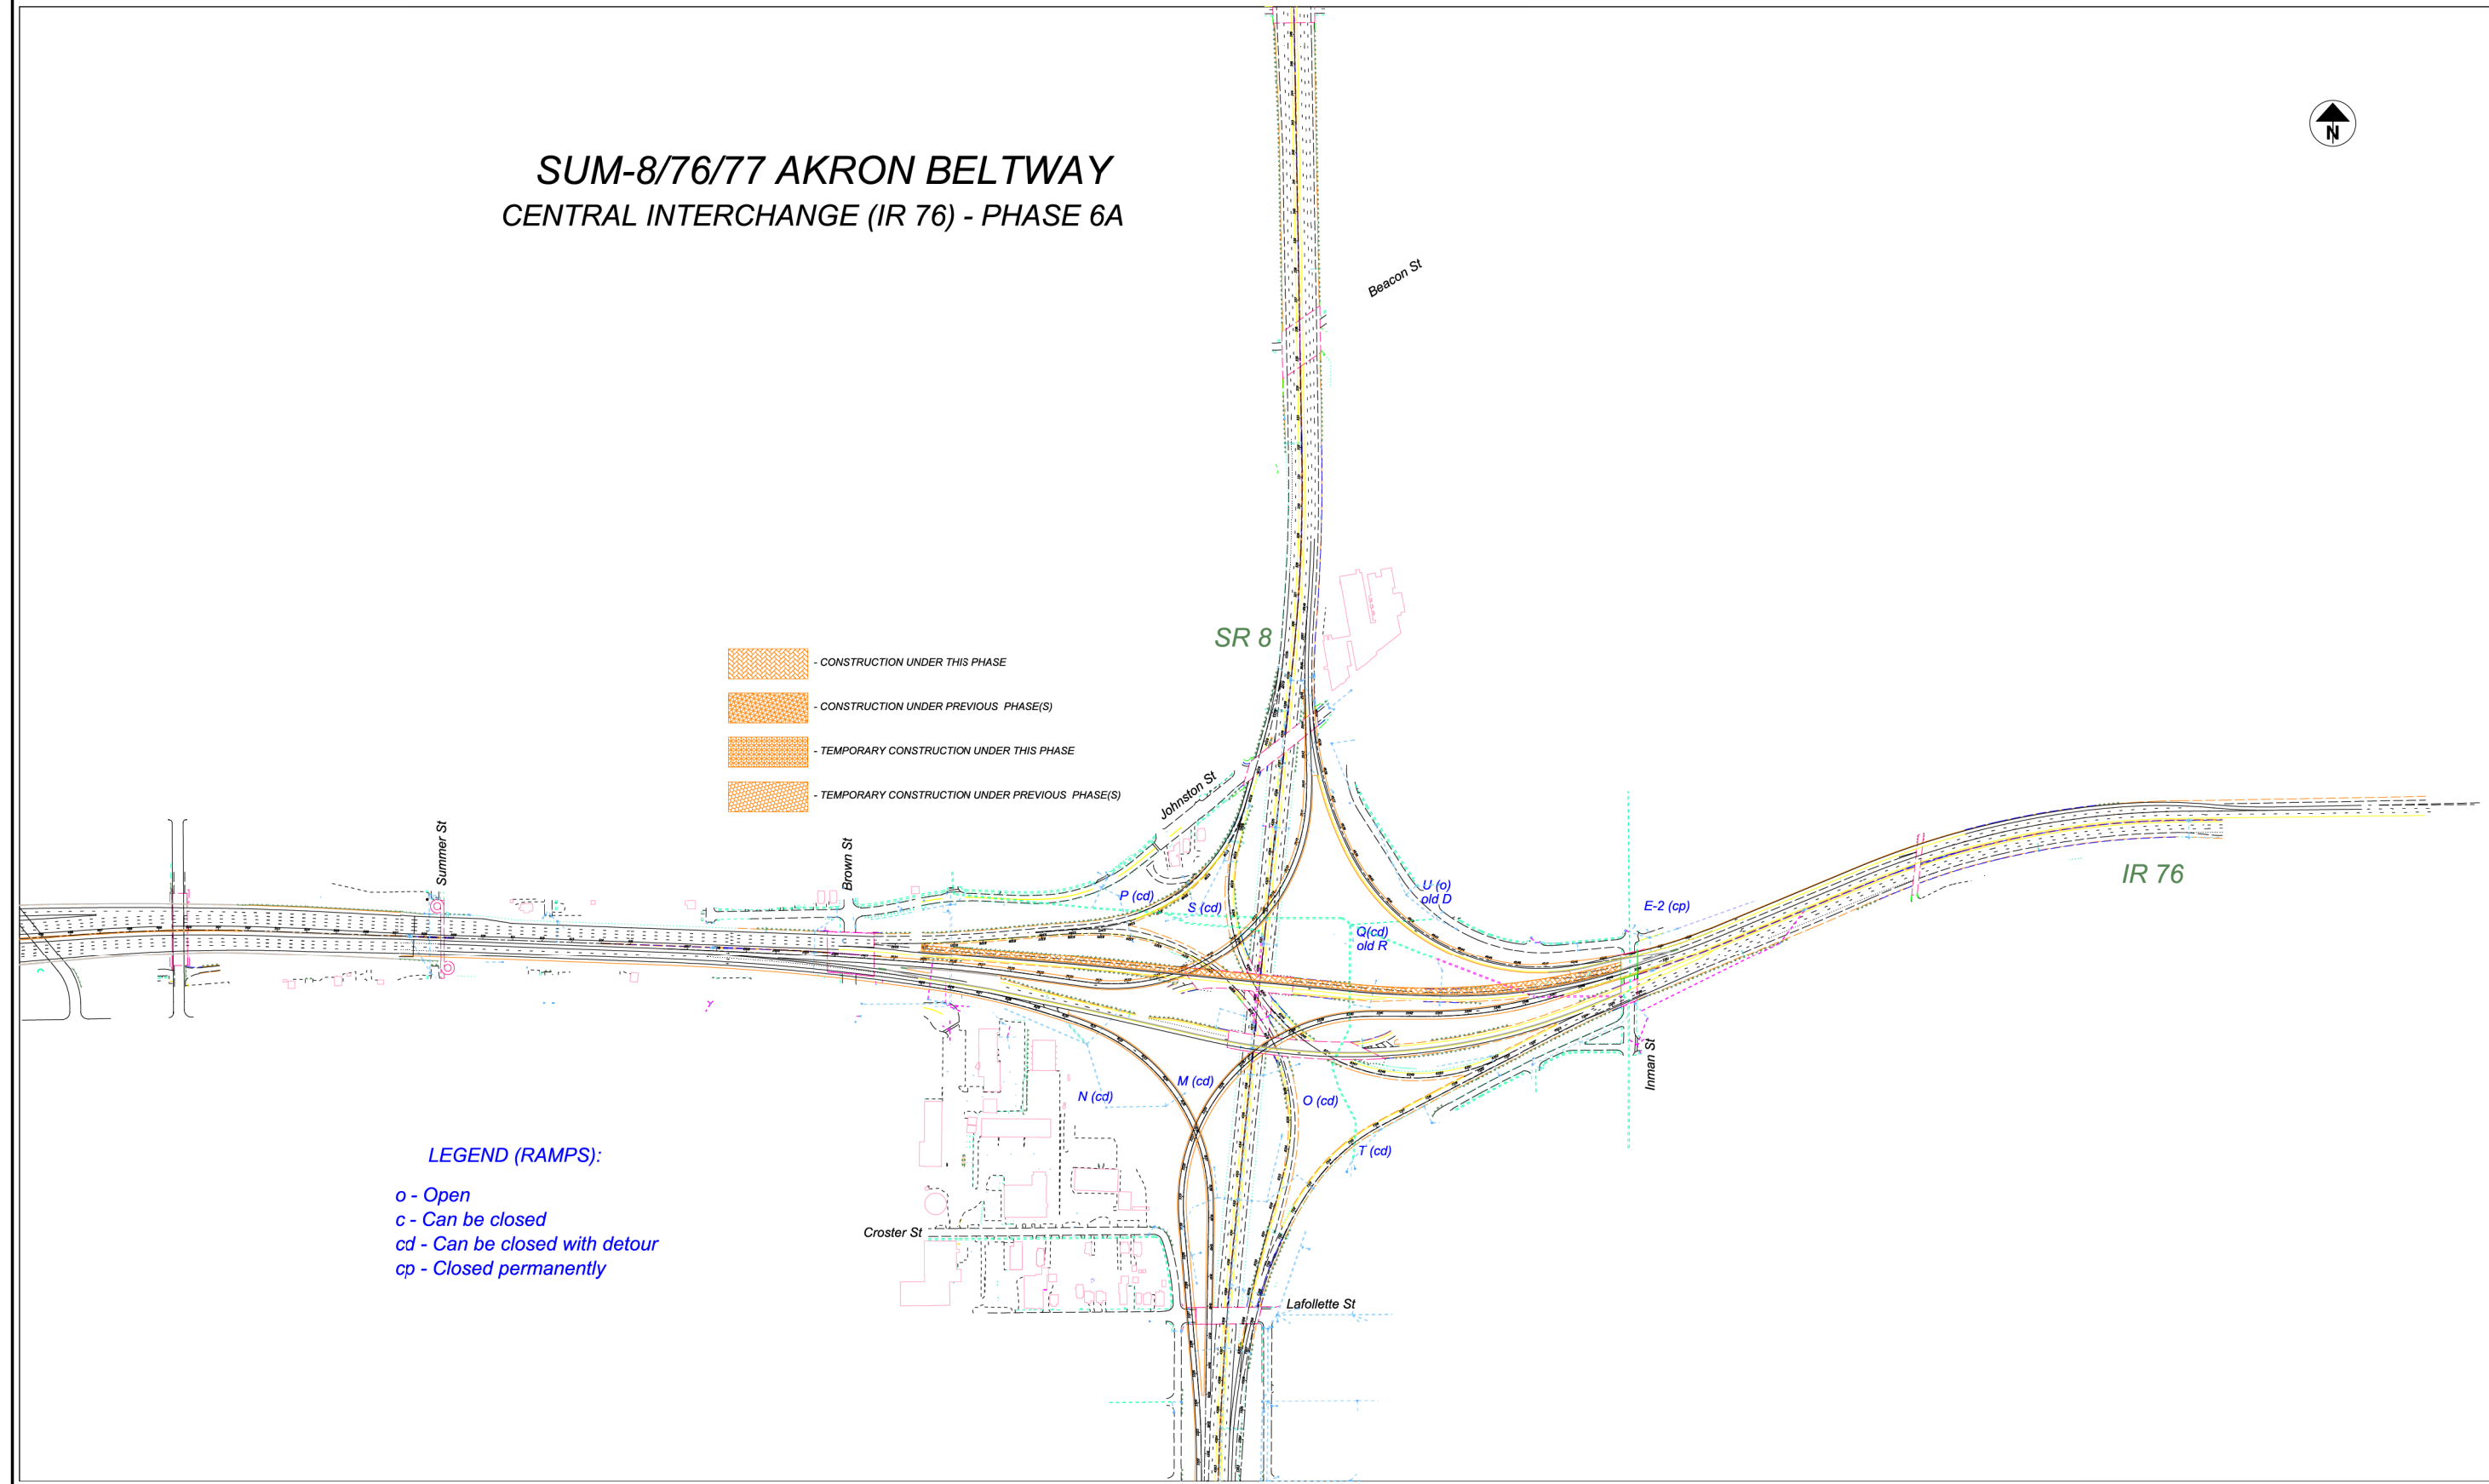 SUM-8/76/77 AKRON BELTWAY
CENTRAL INTERCHANGE (IR 76) - PHASE 6A
N
Beacon St
SR 8
- CONSTRUCTION UNDER THIS PHASE
- CONSTRUCTION UNDER PREVIOUS PHASE(S)
- TEMPORARY CONSTRUCTION UNDER THIS PHASE
- TEMPORARY CONSTRUCTION UNDER PREVIOUS PHASE(S)
Johnston St
Summer St
Brown St
IR 76
P (cd)
S (cd)
U (o)
old D
E-2 (cp)
Q(cd)
old R
Inman St
N (cd)
M (cd)
O (cd)
T (cd)
LEGEND (RAMPS):
o - Open
c - Can be closed
cd - Can be closed with detour
cp - Closed permanently
Croster St
Lafollette St